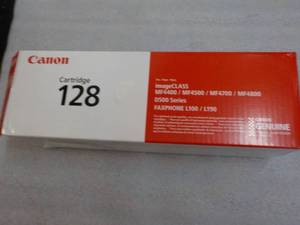 Canon
Cartridge
128
imageCLASS
MF4400 / MF4500 / MF4700 / MF4800
D500 Series
FAXPHONE L100 / L190
GENUINE